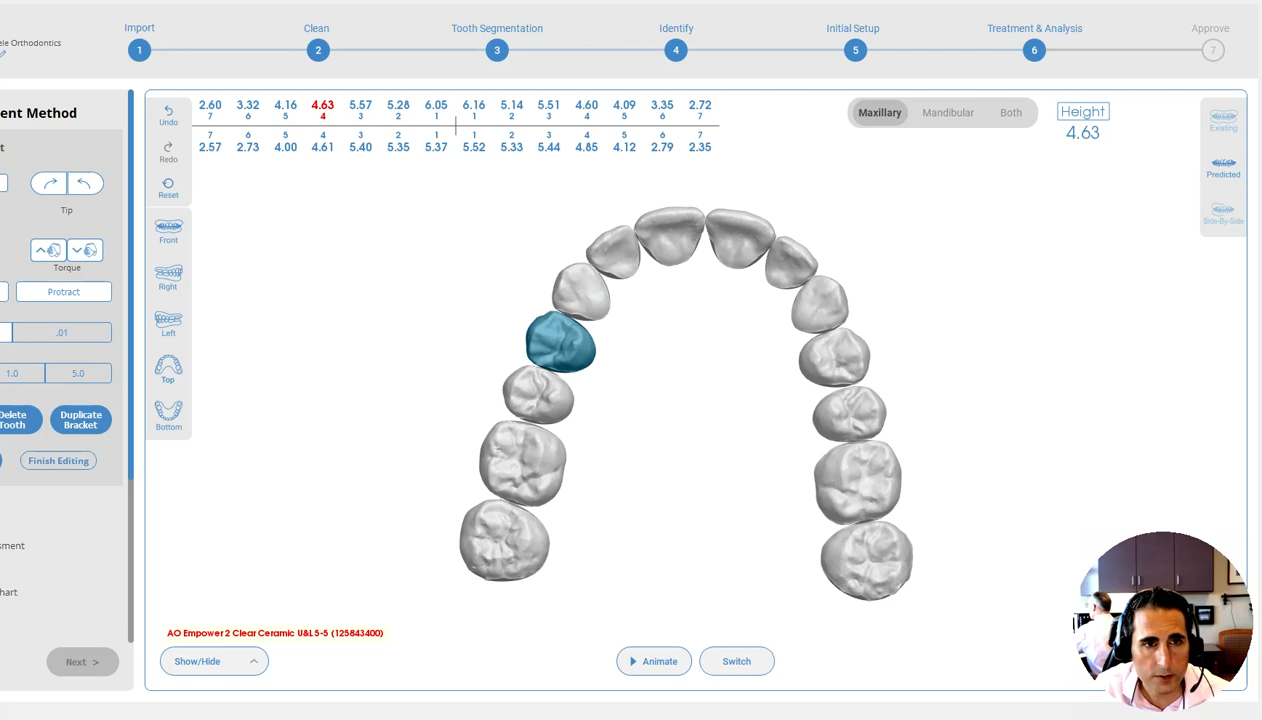 Import
Clean
Tooth Segmentation
Identify
Initial Setup
Treatment & Analysis
Approve
1
2
3
4
5
6
7
ele Orthodontics
ent Method
t
Tip
Torque
Protract
.01
1.0
5.0
Delete Tooth
Duplicate Bracket
Finish Editing
sment
hart
Next >
Undo
Redo
Reset
Front
Right
Left
Top
Bottom
2.60 3.32 4.16 4.63 5.57 5.28 6.05 6.16 5.14 5.51 4.60 4.09 3.35 2.72
7 6 5 4 3 2 1 1 2 3 4 5 6 7
7 6 5 4 3 2 1 1 2 3 4 5 6 7
2.57 2.73 4.00 4.61 5.40 5.35 5.37 5.52 5.33 5.44 4.85 4.12 2.79 2.35
Maxillary
Mandibular
Both
Height
4.63
Existing
Predicted
Side-By-Side
AO Empower 2 Clear Ceramic U&L 5-5 (125843400)
Show/Hide
Animate
Switch